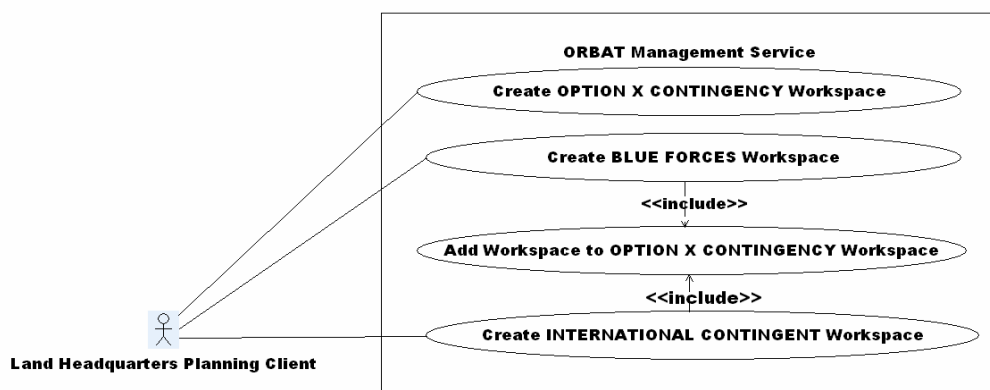 ORBAT Management Service
Create OPTION X CONTINGENCY Workspace
Create BLUE FORCES Workspace
<<include>>
Add Workspace to OPTION X CONTINGENCY Workspace
<<include>>
Create INTERNATIONAL CONTINGENT Workspace
Land Headquarters Planning Client